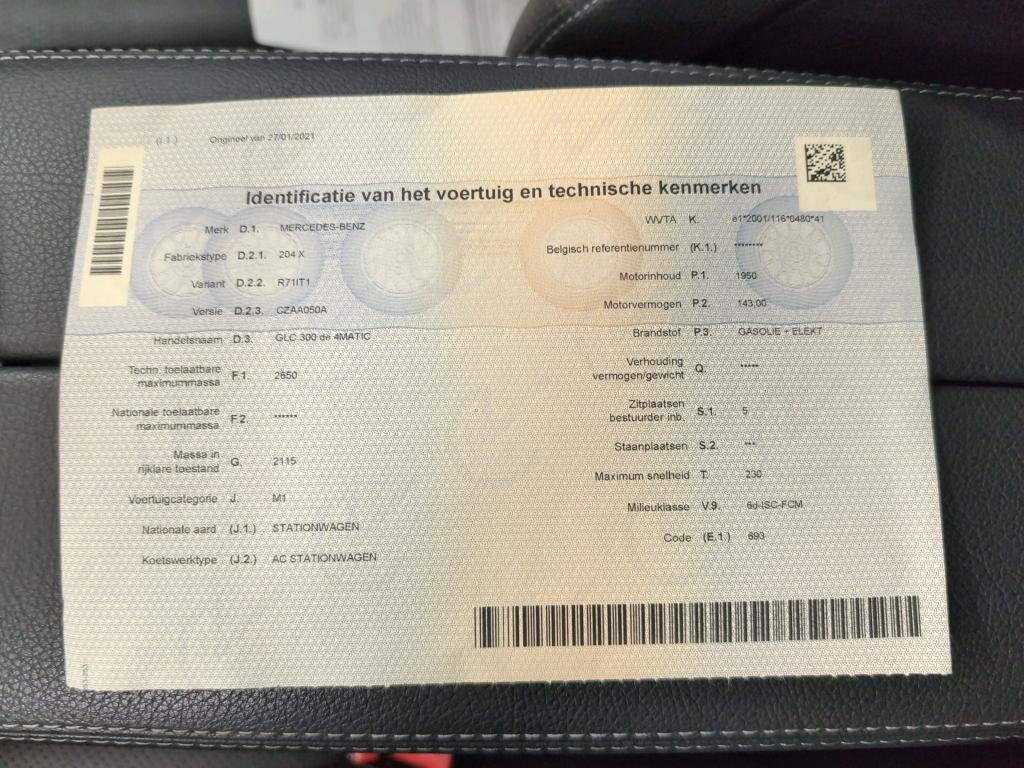 (I.1.) Origineel van 27/01/2021
Identificatie van het voertuig en technische kenmerken
Merk D.1. MERCEDES-BENZ
Fabriekstype D.2.1. 204 X
Variant D.2.2. R71IT1
Versie D.2.3. CZAA050A
Handelsnaam D.3. GLC 300 de 4MATIC
Techn. toelaatbare
maximummassa F.1. 2650
Nationale toelaatbare
maximummassa F.2. ******
Massa in
rijklare toestand G. 2115
Voertuigcategorie J. M1
Nationale aard (J.1.) STATIONWAGEN
Koetswerktype (J.2.) AC STATIONWAGEN
WVTA K. e1*2001/116*0480*41
Belgisch referentienummer (K.1.) ********
Motorinhoud P.1. 1950
Motorvermogen P.2. 143,00
Brandstof P.3. GASOLIE + ELEKT
Verhouding
vermogen/gewicht Q. *****
Zitplaatsen
bestuurder inb. S.1. 5
Staanplaatsen S.2. ***
Maximum snelheid T. 230
Milieuklasse V.9. 6d-ISC-FCM
Code (E.1.) 693